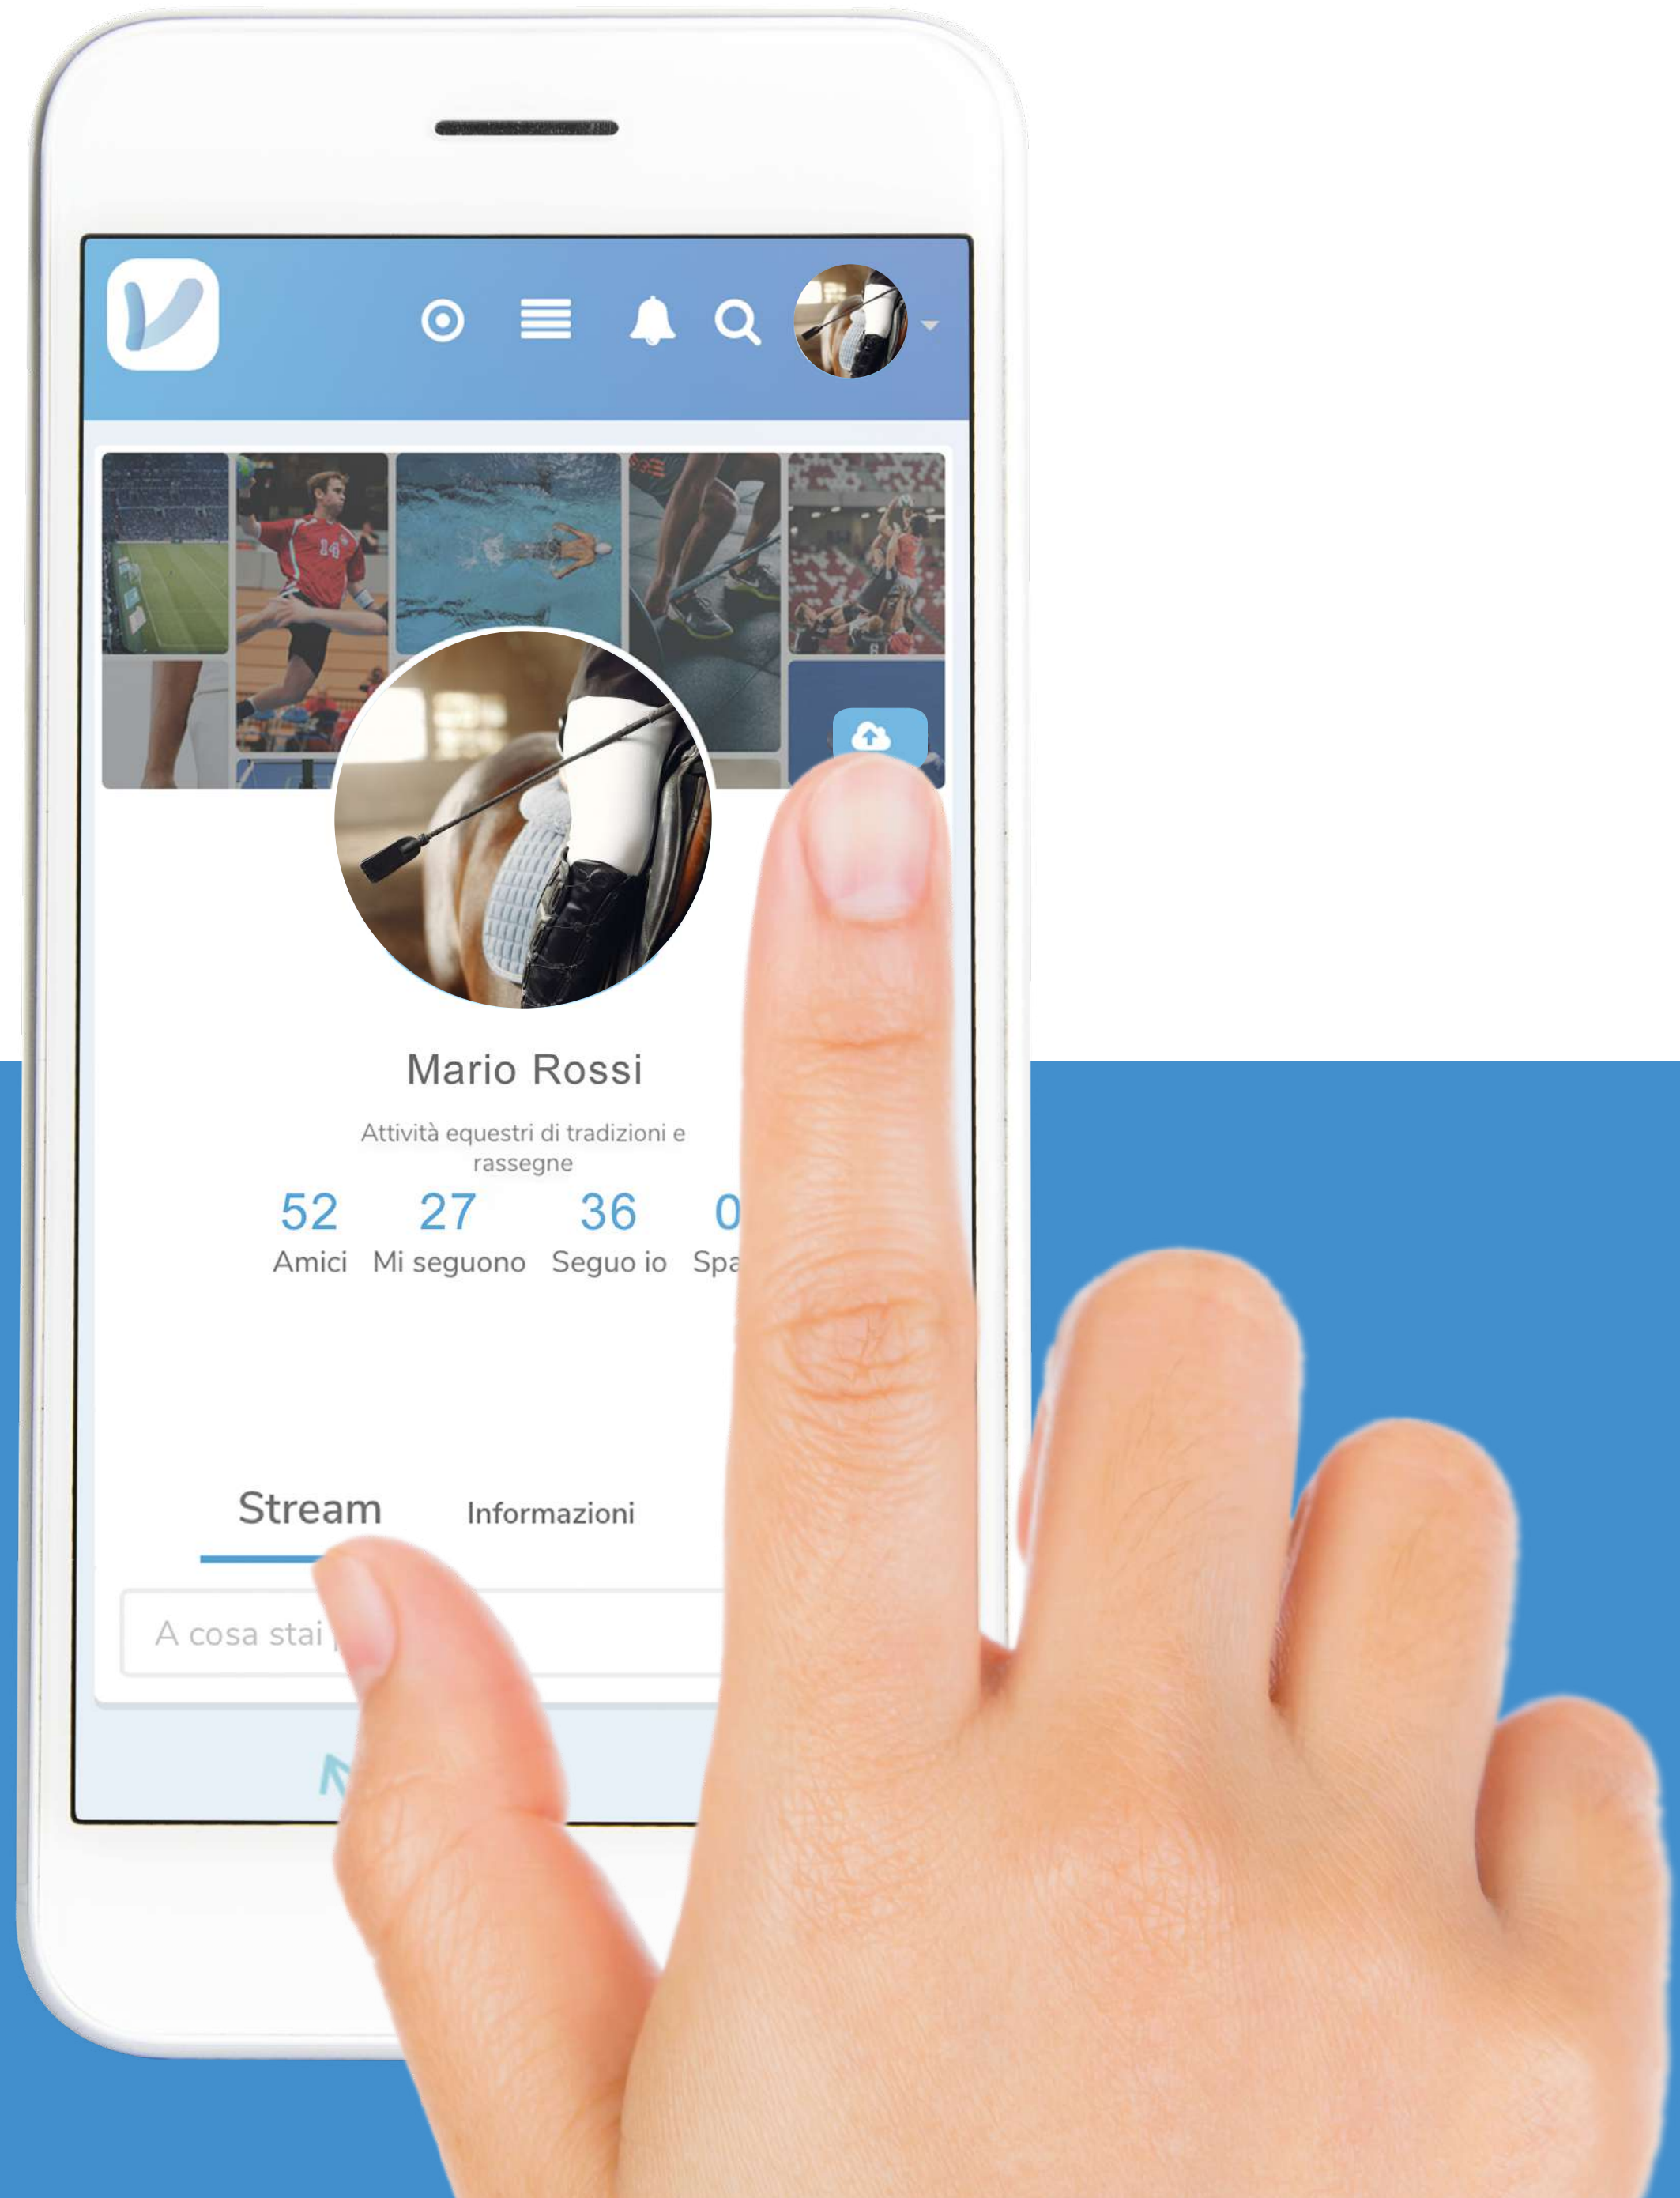 14
Mario Rossi
Attività equestri di tradizioni e
rassegne
52 27 36 0
Amici Mi seguono Seguo io
Stream Informazioni
A cosa stai